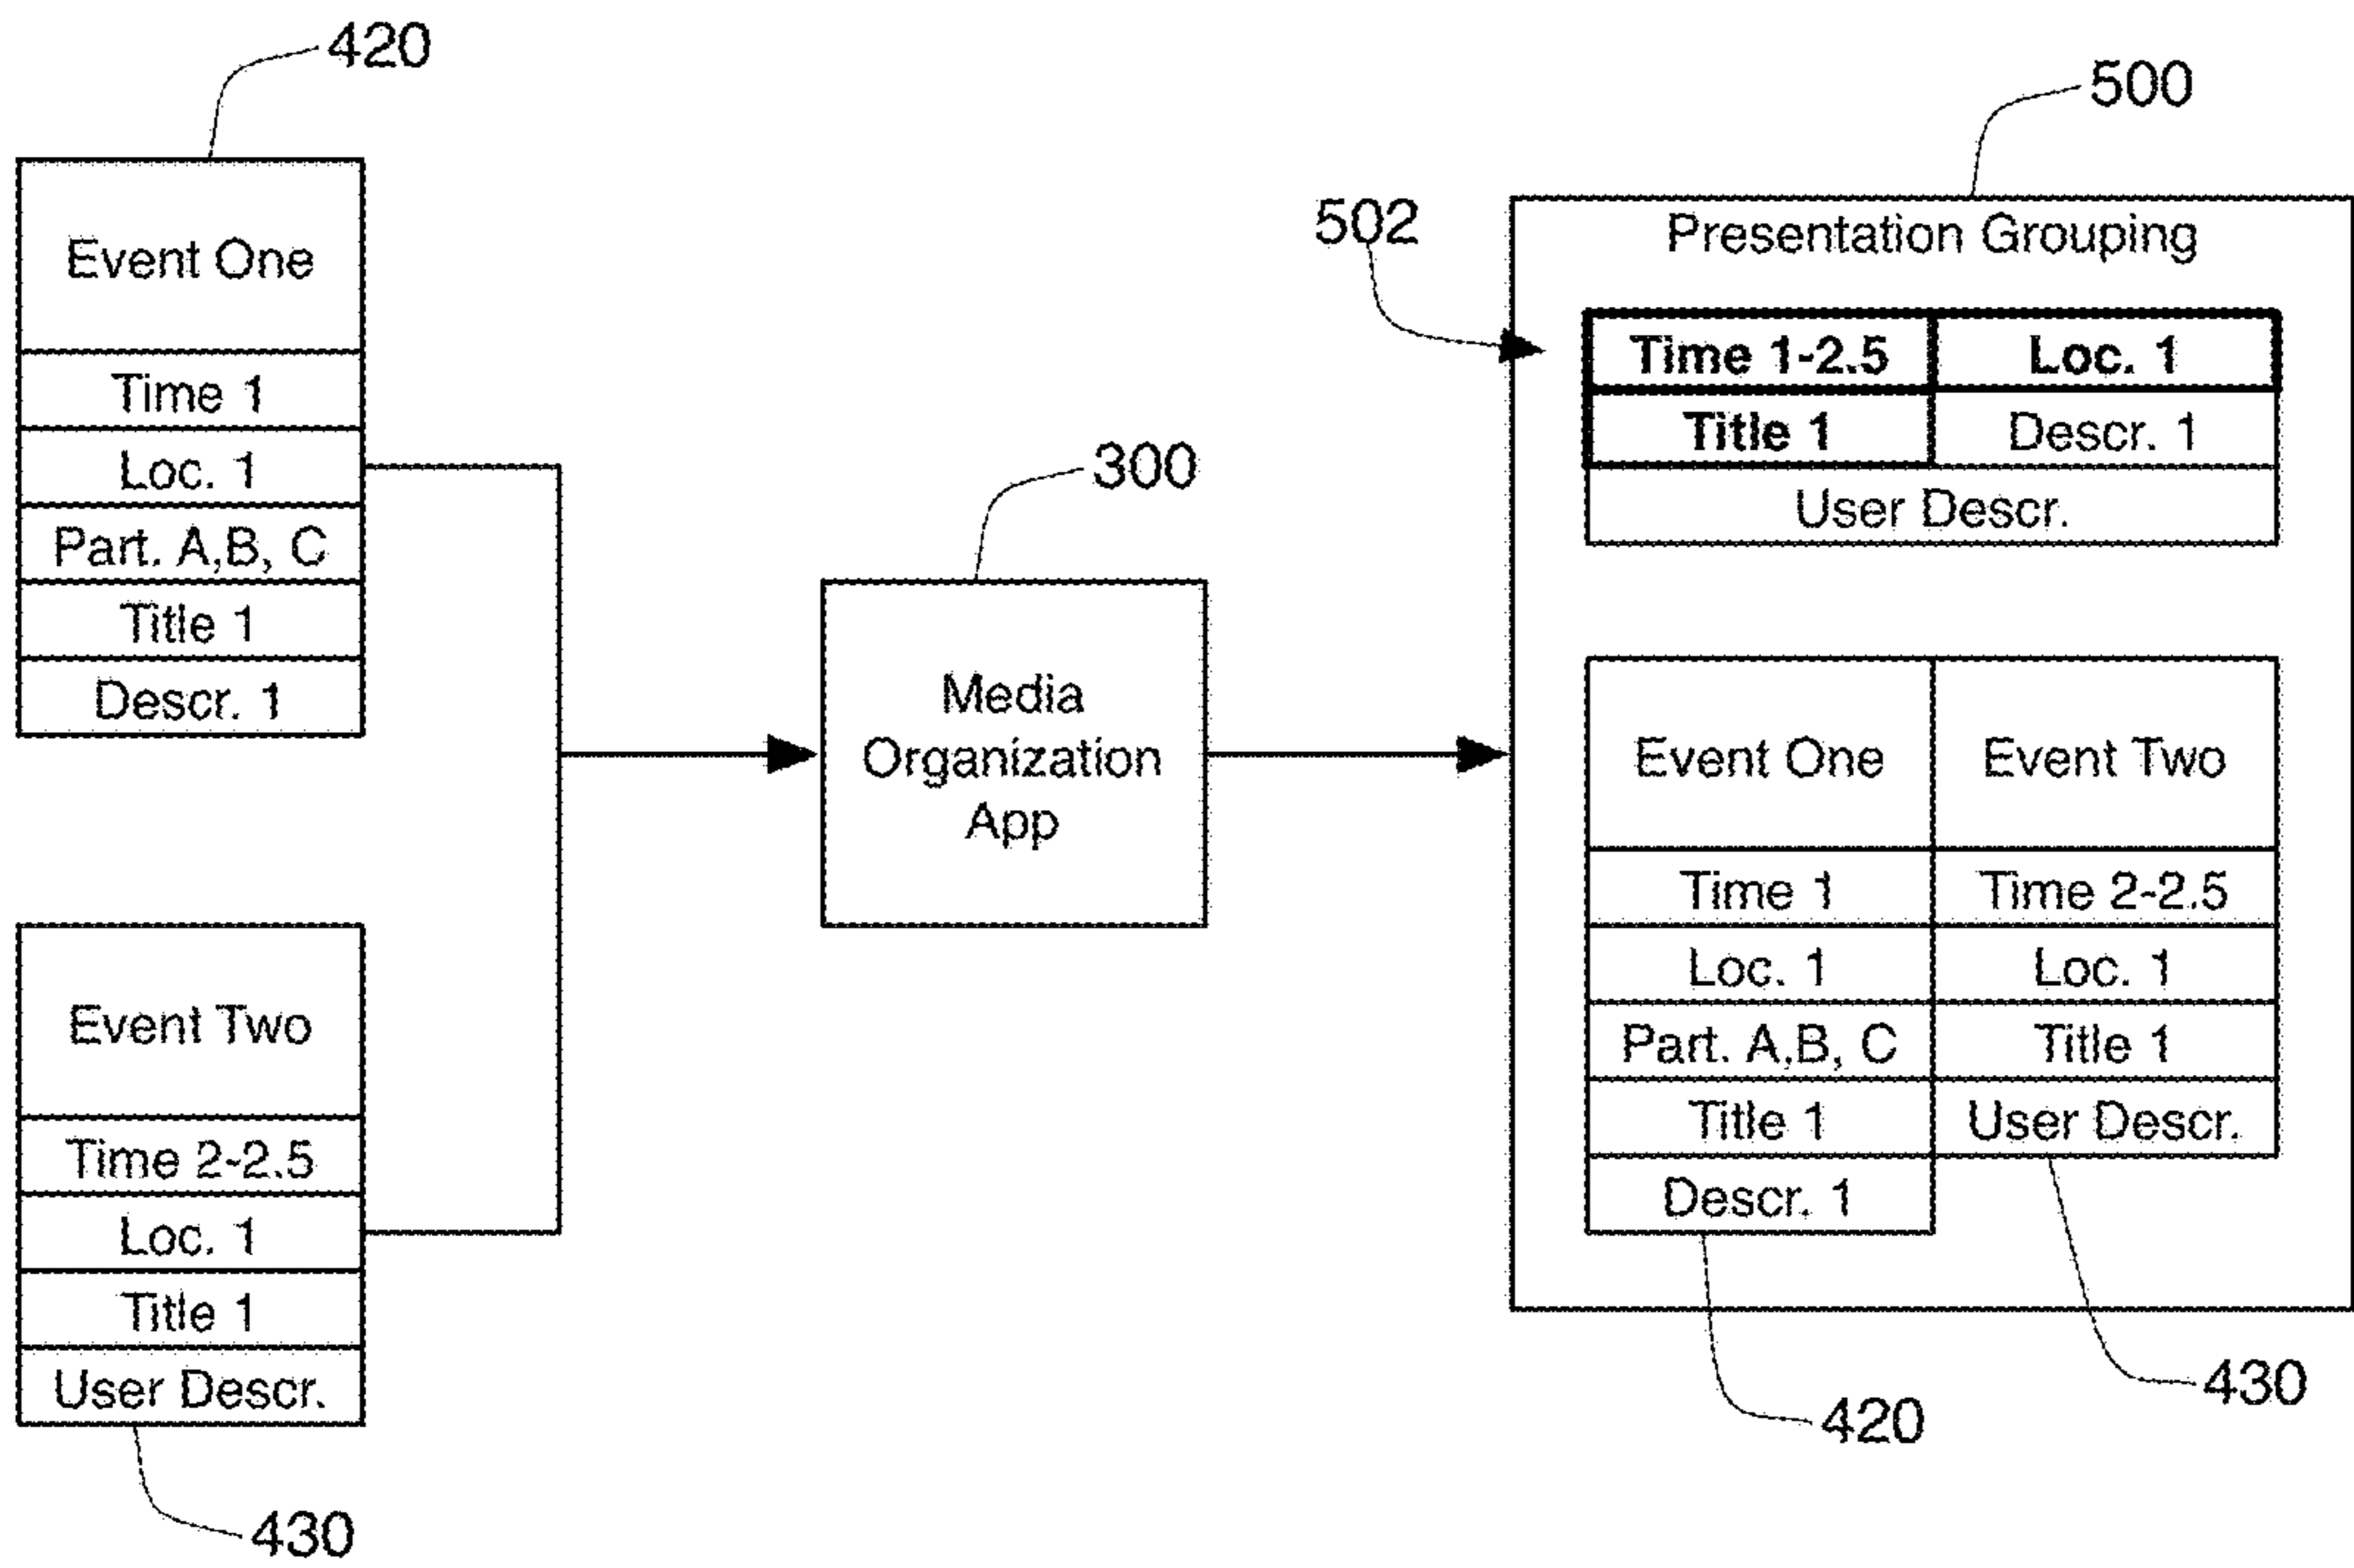 420
Event One
Time 1
Loc. 1
Part. A,B, C
Title 1
Descr. 1
Event Two
Time 2-2.5
Loc. 1
Title 1
User Descr.
430
300
Media
Organization
App
500
502
Presentation Grouping
Time 1-2.5 Loc. 1
Title 1 Descr. 1
User Descr.
Event One Event Two
Time 1 Time 2-2.5
Loc. 1 Loc. 1
Part. A,B, C Title 1
Title 1 User Descr.
Descr. 1
430
420